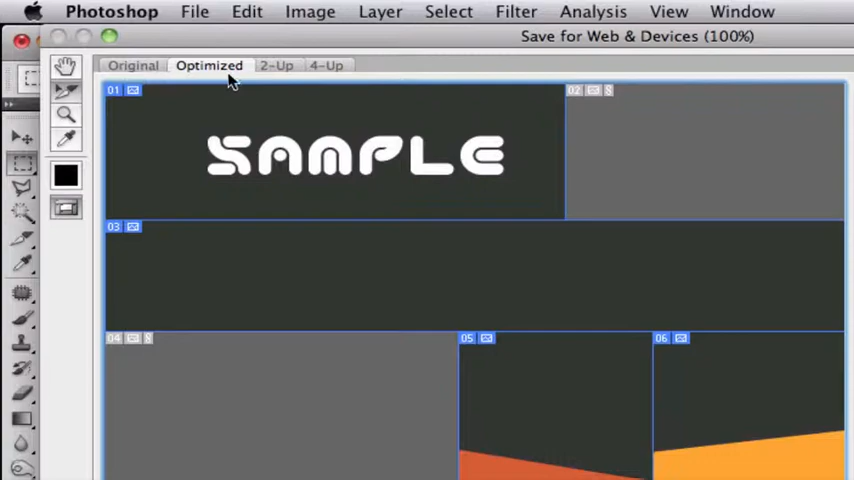 Photoshop File Edit Image Layer Select Filter Analysis View Window
Save for Web & Devices (100%)
Original Optimized 2-Up 4-Up
01 02
SAMPLE
03
04 05 06